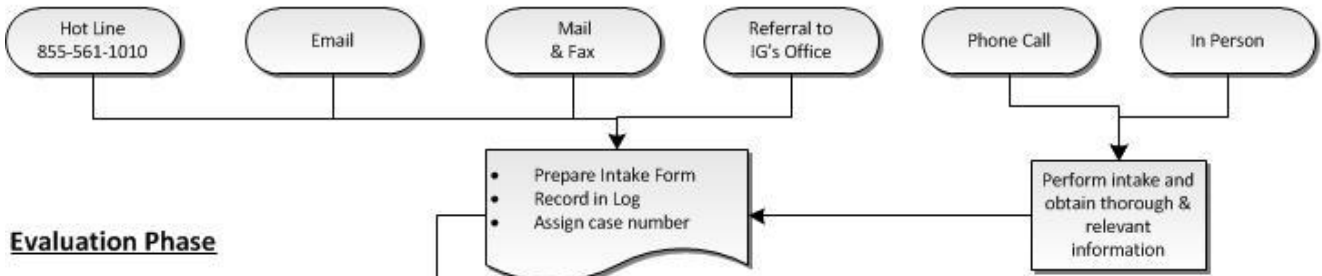 Hot Line
855-561-1010
Email
Mail
& Fax
Referral to
IG's Office
Phone Call
In Person
• Prepare Intake Form
• Record in Log
• Assign case number
Perform intake and
obtain thorough &
relevant
information
Evaluation Phase